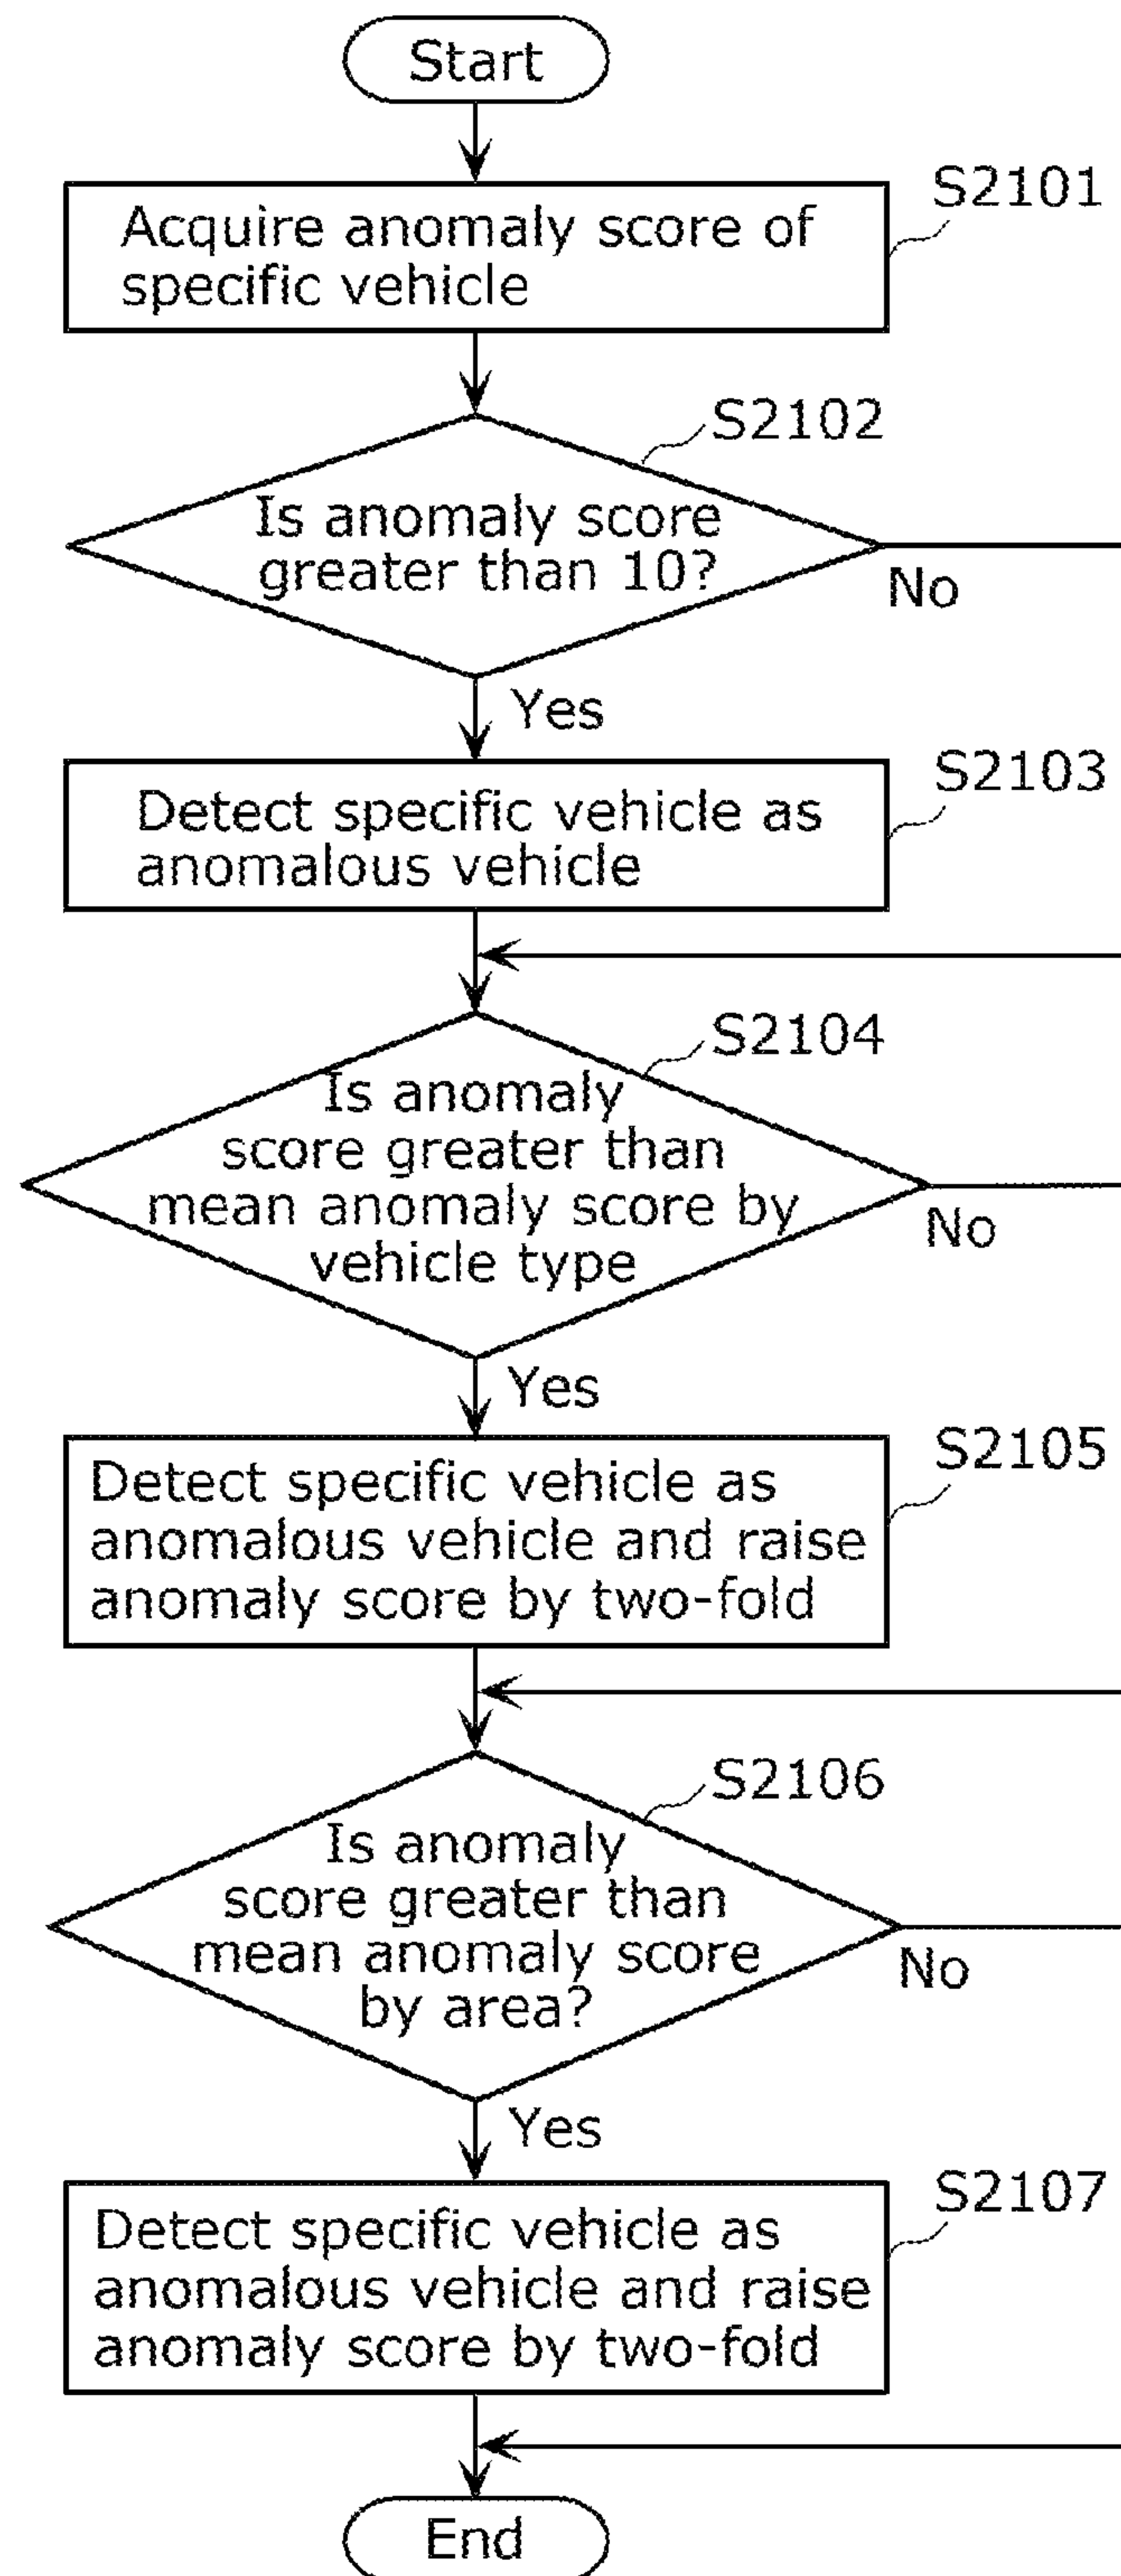 Start
S2101
Acquire anomaly score of
specific vehicle
S2102
Is anomaly score
greater than 10?
No
Yes
S2103
Detect specific vehicle as
anomalous vehicle
S2104
Is anomaly
score greater than
mean anomaly score by
vehicle type
No
Yes
S2105
Detect specific vehicle as
anomalous vehicle and raise
anomaly score by two-fold
S2106
Is anomaly
score greater than
mean anomaly score
by area?
No
Yes
S2107
Detect specific vehicle as
anomalous vehicle and raise
anomaly score by two-fold
End